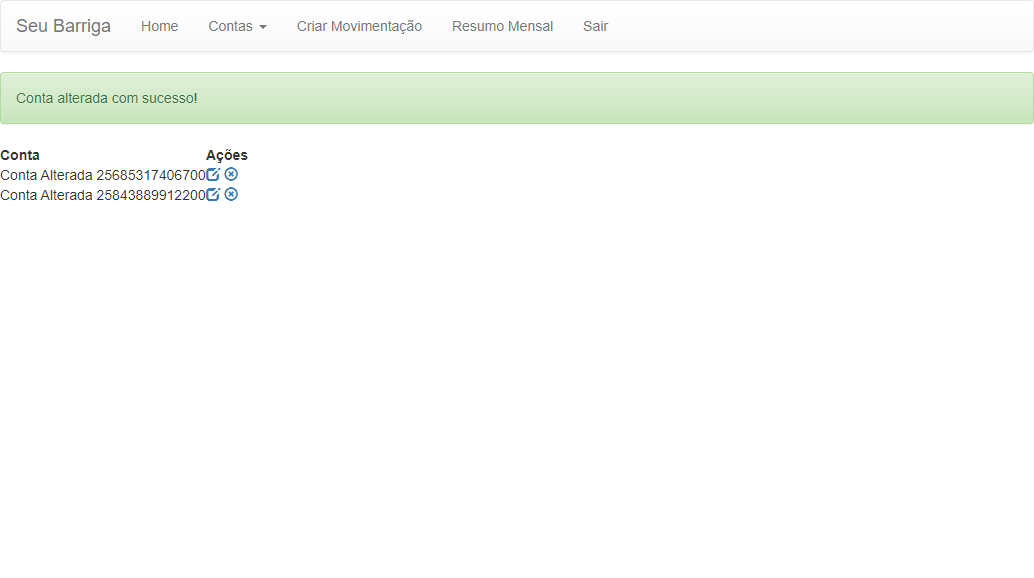 Seu Barriga Home Contas Criar Movimentação Resumo Mensal Sair
Conta alterada com sucesso!
Conta Ações
Conta Alterada 25685317406700
Conta Alterada 25843889912200